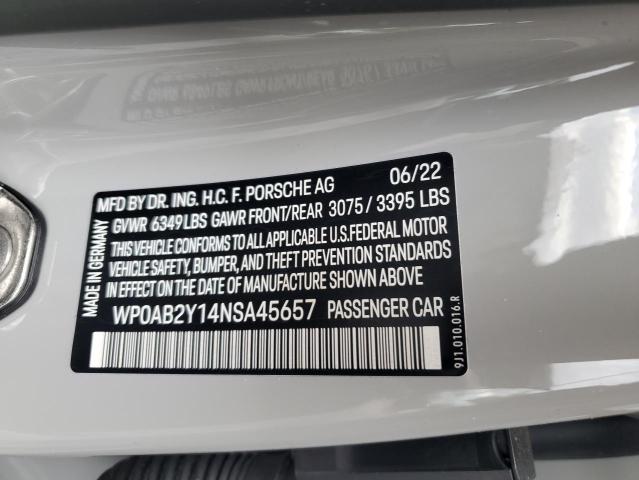 MFD BY DR. ING. H.C. F. PORSCHE AG 06/22
GVWR 6349LBS GAWR FRONT/REAR 3075 / 3395 LBS
THIS VEHICLE CONFORMS TO ALL APPLICABLE U.S.FEDERAL MOTOR
VEHICLE SAFETY, BUMPER, AND THEFT PREVENTION STANDARDS
IN EFFECT ON THE DATE OF MANUFACTURE SHOWN ABOVE
WP0AB2Y14NSA45657 PASSENGER CAR
MADE IN GERMANY
9J1.010.016.R